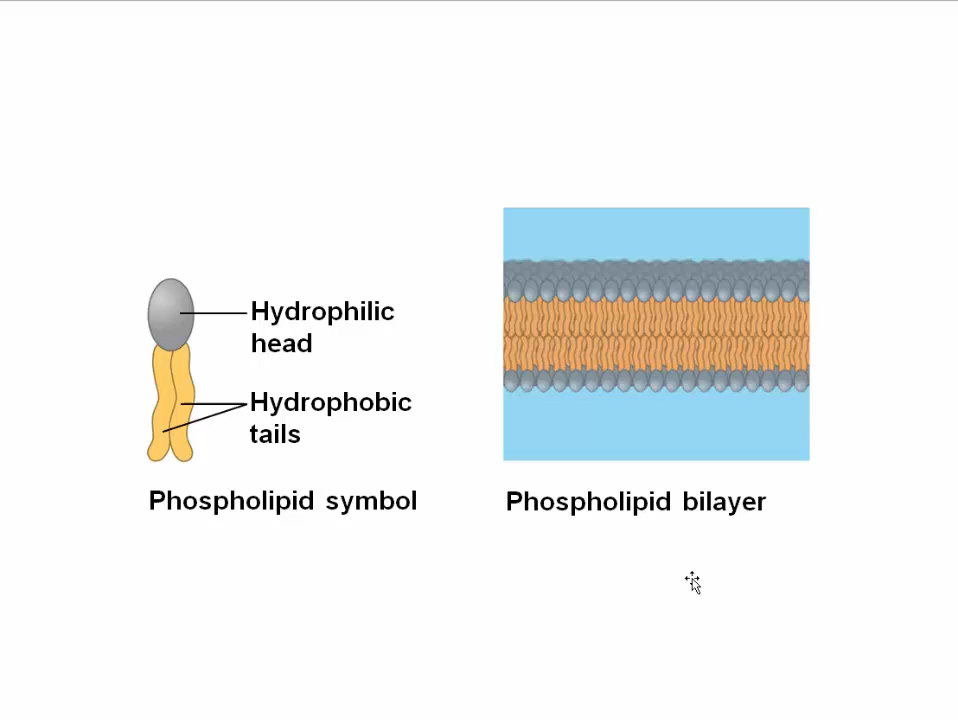 Hydrophilic
head
Hydrophobic
tails
Phospholipid symbol
Phospholipid bilayer